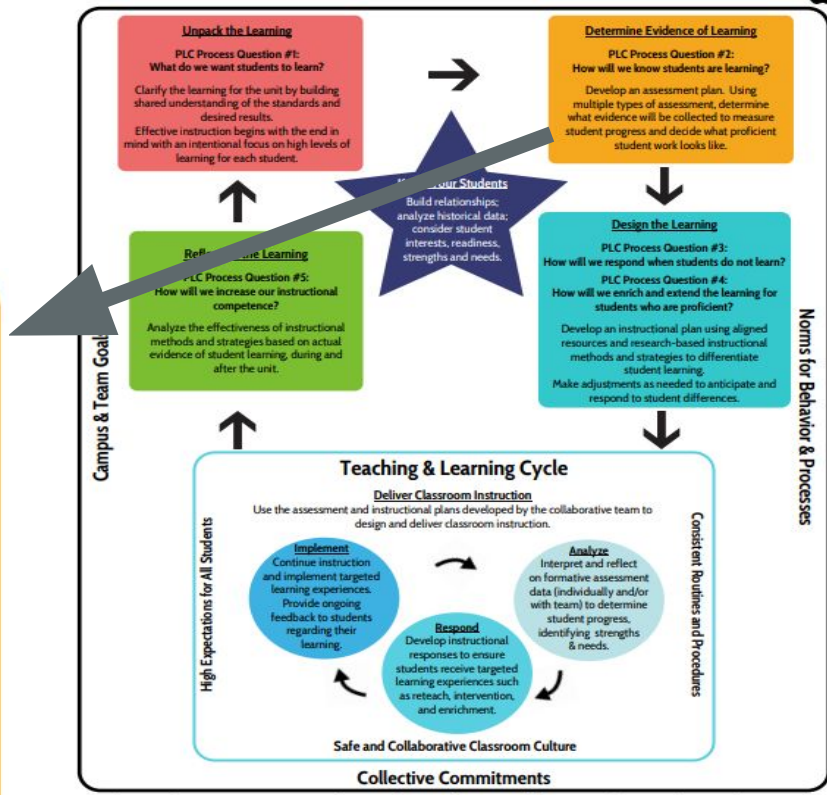 Unpack the Learning
PLC Process Question #1:
What do we want students to learn?
Clarify the learning for the unit by building
shared understanding of the standards and
desired results.
Effective instruction begins with the end in
mind with an intentional focus on high levels of
learning for each student.
Determine Evidence of Learning
PLC Process Question #2:
How will we know students are learning?
Develop an assessment plan. Using
multiple types of assessment, determine
what evidence will be collected to measure
student progress and decide what proficient
student work looks like.
Students
Build relationships;
analyze historical data;
consider student
interests, readiness,
strengths and needs.
Learning
PLC Process Question #5:
How will we increase our instructional
competence?
Analyze the effectiveness of instructional
methods and strategies based on actual
evidence of student learning, during and
after the unit.
Design the Learning
PLC Process Question #3:
How will we respond when students do not learn?
PLC Process Question #4:
How will we enrich and extend the learning for
students who are proficient?
Develop an instructional plan using aligned
resources and research-based instructional
methods and strategies to differentiate
student learning.
Make adjustments as needed to anticipate and
respond to student differences.
Campus & Team Goals
Norms for Behavior & Processes
Teaching & Learning Cycle
Deliver Classroom Instruction
Use the assessment and instructional plans developed by the collaborative team to
design and deliver classroom instruction.
High Expectations for All Students
Consistent Routines and Procedures
Implement
Continue instruction
and implement targeted
learning experiences.
Provide ongoing
feedback to students
regarding their
learning.
Analyze
Interpret and reflect
on formative assessment
data (individually and/or
with team) to determine
student progress,
identifying strengths
& needs.
Respond
Develop instructional
responses to ensure
students receive targeted
learning experiences such
as reteach, intervention,
and enrichment.
Safe and Collaborative Classroom Culture
Collective Commitments